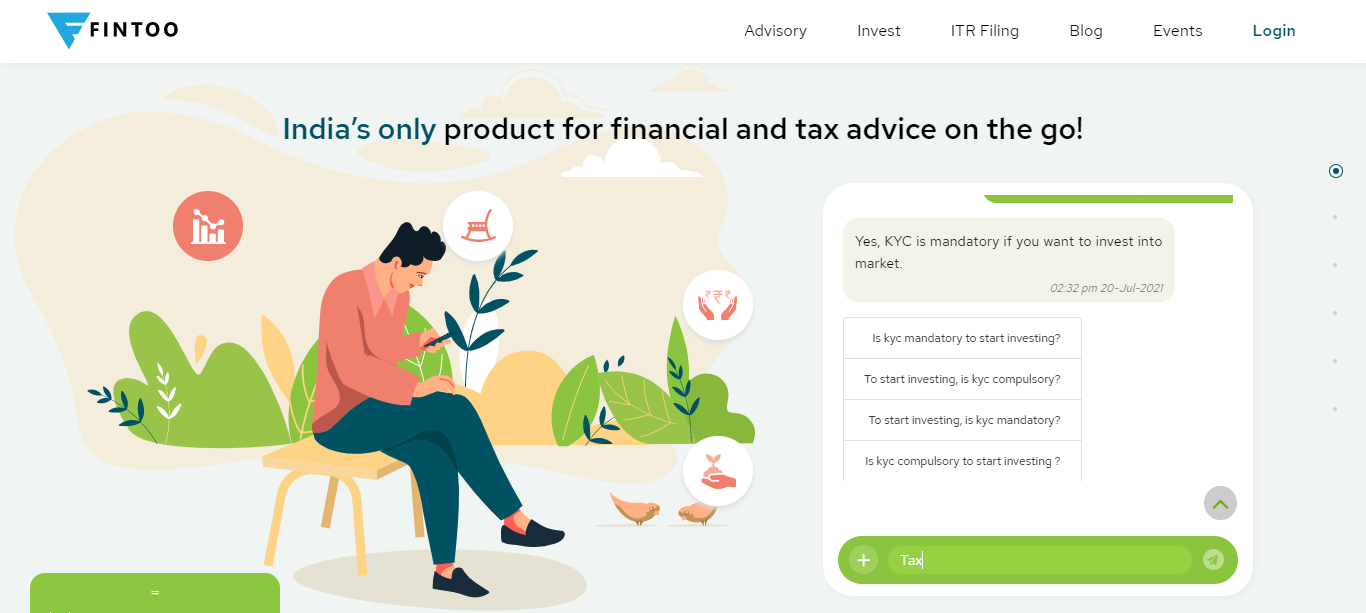 FINTOO
Advisory
Invest
ITR Filing
Blog
Events
Login
India's only product for financial and tax advice on the go!
Yes, KYC is mandatory if you want to invest into
market.
02:32 pm 20-Jul-2021
Is kyc mandatory to start investing?
To start investing, is kyc compulsory?
To start investing, is kyc mandatory?
Is kyc compulsory to start investing ?
Tax